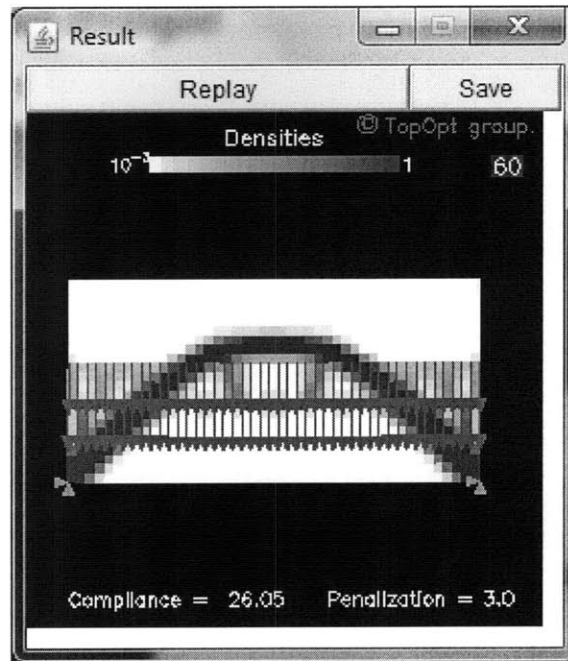 Result
Replay Save
© TopOpt group.
Densities
10⁻³ 1 60
Compliance = 26.05 Penalization = 3.0